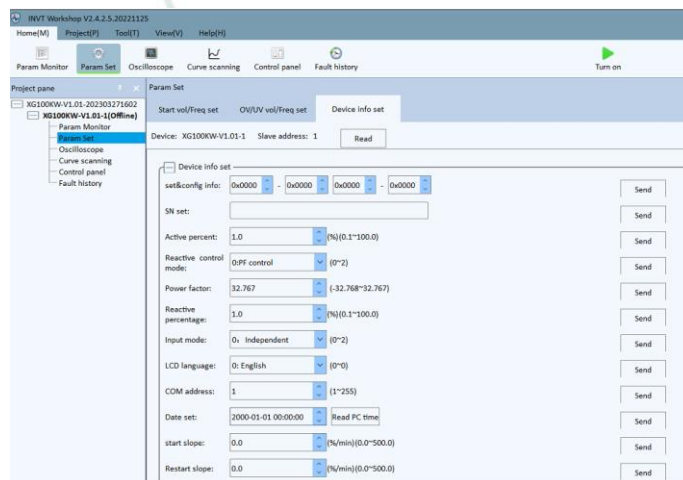 INVT Workshop V2.4.2.5.20221125
Home(M) Project(P) Tool(T) View(V) Help(H)
Param Monitor Param Set Oscilloscope Curve scanning Control panel Fault history Turn on
Project pane
XG100KW-V1.01-202303271602
XG100KW-V1.01-1(Offline)
Param Monitor
Param Set
Oscilloscope
Curve scanning
Control panel
Fault history
Param Set
Start vol/Freq set OV/UV vol/Freq set Device info set
Device: XG100KW-V1.01-1 Slave address: 1 Read
Device info set
set&config info: 0x0000 - 0x0000 0x0000 - 0x0000 Send
SN set: Send
Active percent: 1.0 (%)(0.1~100.0) Send
Reactive control mode: 0:PF control (0~2) Send
Power factor: 32.767 (-32.768~32.767) Send
Reactive percentage: 1.0 (%)(0.1~100.0) Send
Input mode: 0: Independent (0~2) Send
LCD language: 0: English (0~0) Send
COM address: 1 (1~255) Send
Date set: 2000-01-01 00:00:00 Read PC time Send
start slope: 0.0 (%/min)(0.0~500.0) Send
Restart slope: 0.0 (%/min)(0.0~500.0) Send